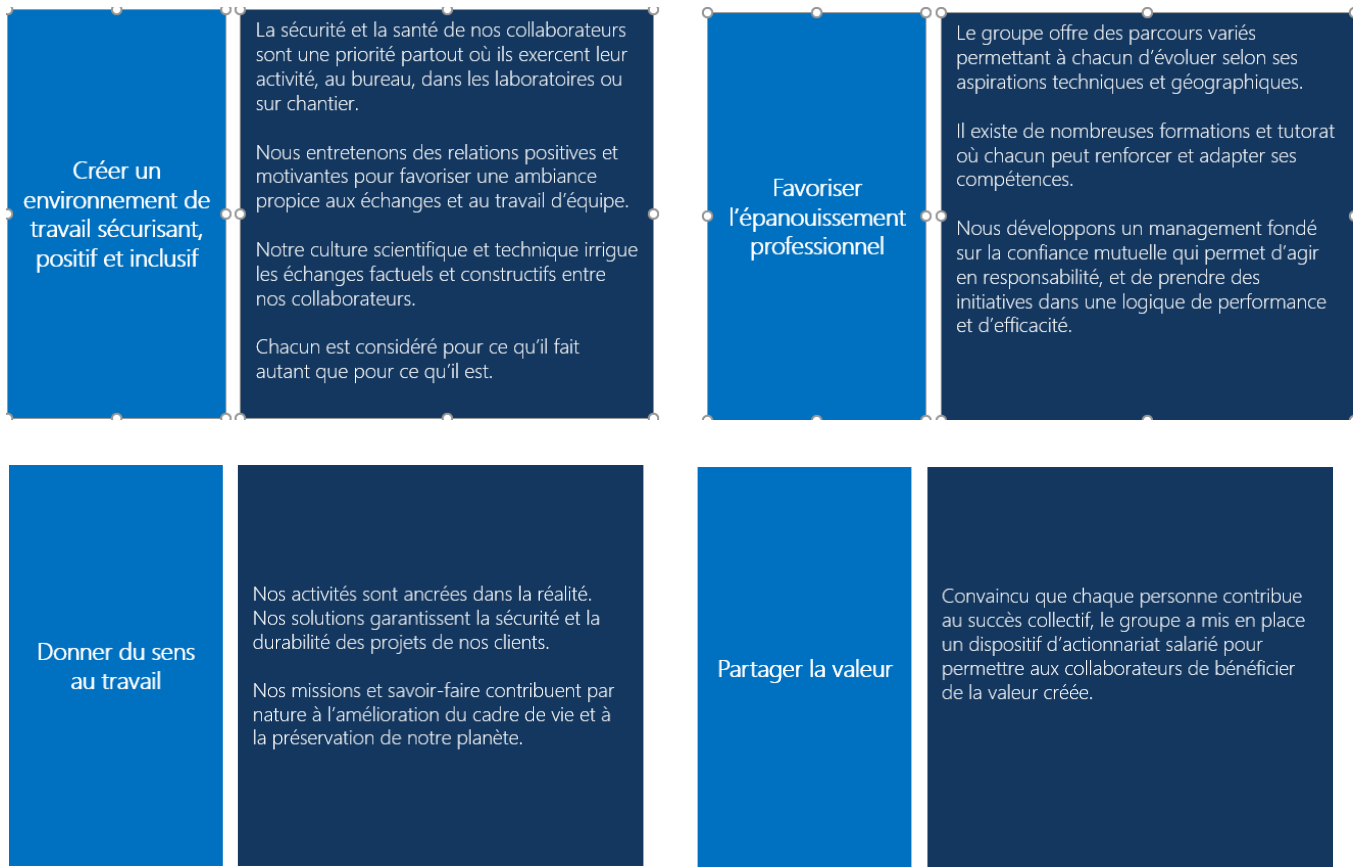 Créer un
environnement de
travail sécurisant,
positif et inclusif
La sécurité et la santé de nos collaborateurs
sont une priorité partout où ils exercent leur
activité, au bureau, dans les laboratoires ou
sur chantier.
Nous entretenons des relations positives et
motivantes pour favoriser une ambiance
propice aux échanges et au travail d’équipe.
Notre culture scientifique et technique irrigue
les échanges factuels et constructifs entre
nos collaborateurs.
Chacun est considéré pour ce qu’il fait
autant que pour ce qu’il est.
Favoriser
l’épanouissement
professionnel
Le groupe offre des parcours variés
permettant à chacun d’évoluer selon ses
aspirations techniques et géographiques.
Il existe de nombreuses formations et tutorat
où chacun peut renforcer et adapter ses
compétences.
Nous développons un management fondé
sur la confiance mutuelle qui permet d’agir
en responsabilité, et de prendre des
initiatives dans une logique de performance
et d’efficacité.
Donner du sens
au travail
Nos activités sont ancrées dans la réalité.
Nos solutions garantissent la sécurité et la
durabilité des projets de nos clients.
Nos missions et savoir-faire contribuent par
nature à l’amélioration du cadre de vie et à
la préservation de notre planète.
Partager la valeur
Convaincu que chaque personne contribue
au succès collectif, le groupe a mis en place
un dispositif d’actionnariat salarié pour
permettre aux collaborateurs de bénéficier
de la valeur créée.